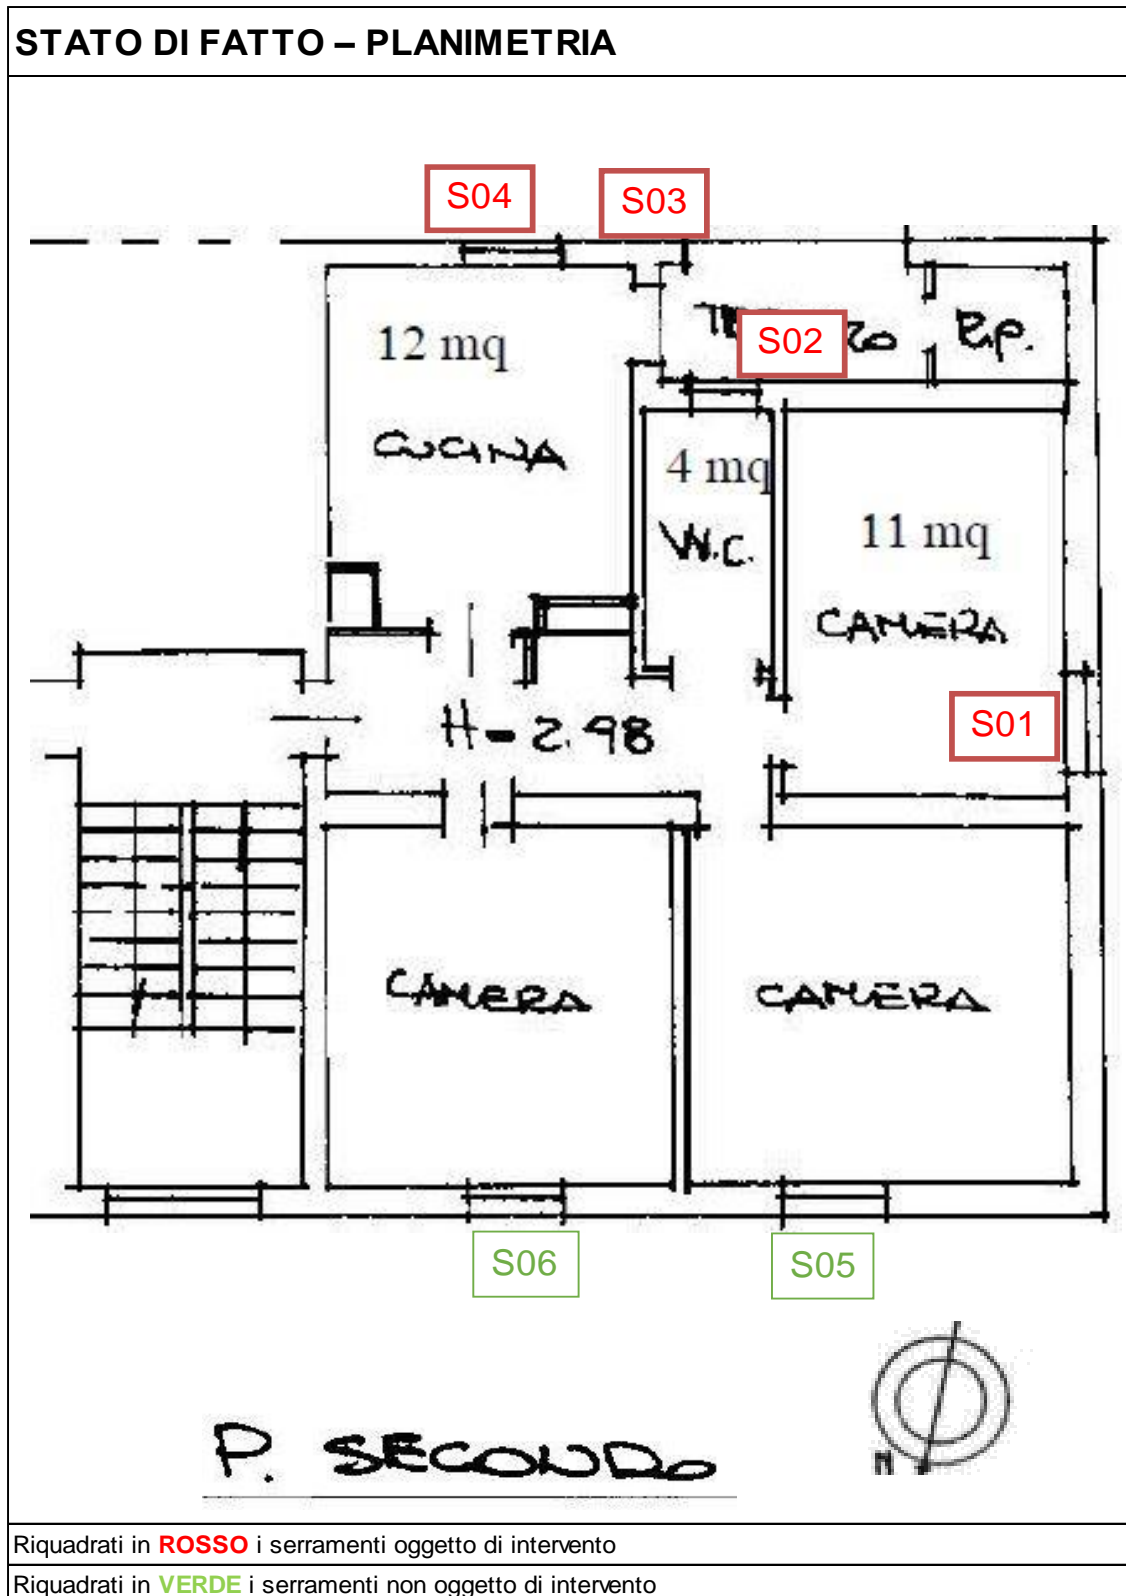 STATO DI FATTO – PLANIMETRIA
S04
S03
12 mq
S02
R.P.
CUCINA
4 mq
W.C.
11 mq
CAMERA
S01
H = 2.98
CAMERA
CAMERA
S06
S05
N
P. SECONDO
Riquadrati in ROSSO i serramenti oggetto di intervento
Riquadrati in VERDE i serramenti non oggetto di intervento